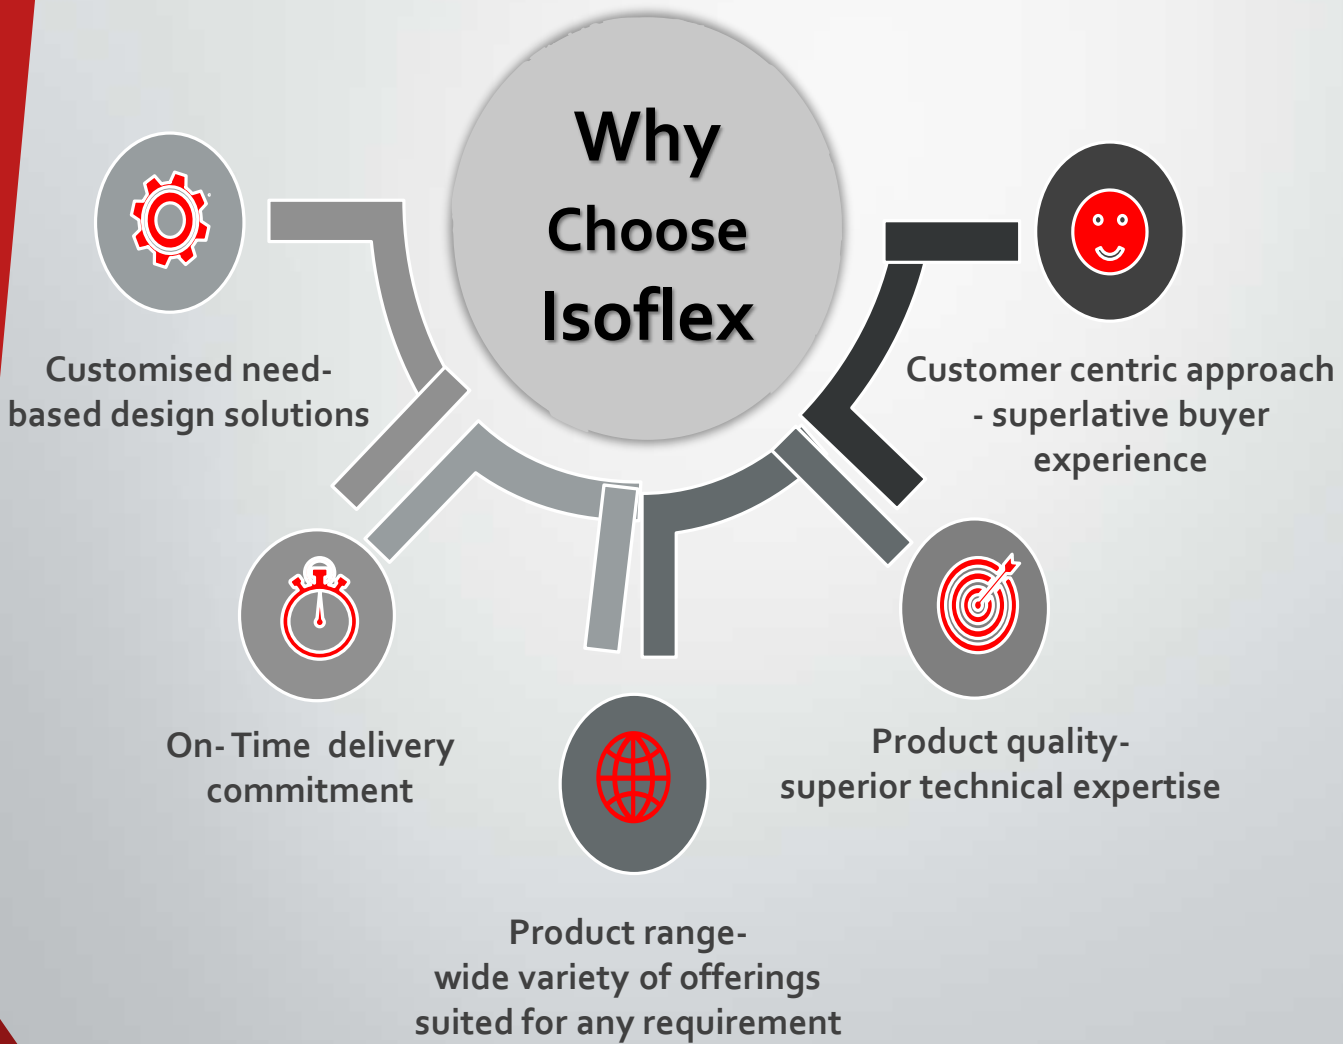 Why
Choose
Isoflex
Customised need-
based design solutions
On- Time  delivery
commitment
Product range-
wide variety of offerings
suited for any requirement
Product quality-
superior technical expertise
Customer centric approach
- superlative buyer
experience